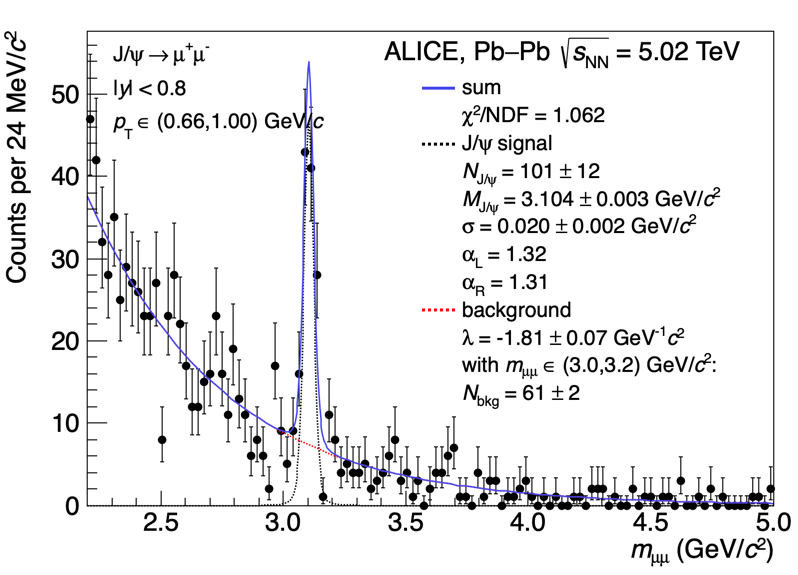 J/ψ → μ⁺μ⁻
|y| < 0.8
p_T ∈ (0.66,1.00) GeV/c
ALICE, Pb–Pb √s_NN = 5.02 TeV
sum
χ²/NDF = 1.062
J/ψ signal
N_J/ψ = 101 ± 12
M_J/ψ = 3.104 ± 0.003 GeV/c²
σ = 0.020 ± 0.002 GeV/c²
α_L = 1.32
α_R = 1.31
background
λ = -1.81 ± 0.07 GeV⁻¹c²
with m_μμ ∈ (3.0,3.2) GeV/c²:
N_bkg = 61 ± 2
Counts per 24 MeV/c²
50
40
30
20
10
0
2.5 3.0 3.5 4.0 4.5 5.0
m_μμ (GeV/c²)